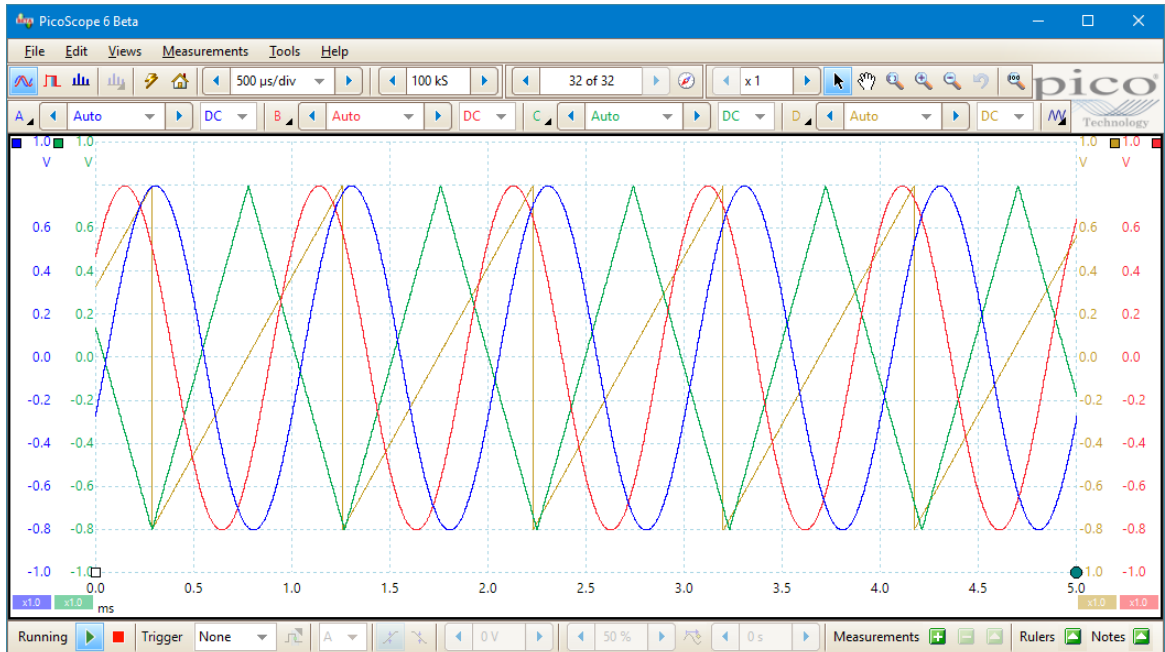 PicoScope 6 Beta
File Edit Views Measurements Tools Help
500 µs/div 100 kS 32 of 32 x 1
pico
Technology
A Auto DC B Auto DC C Auto DC D Auto DC
1.0 1.0 1.0 1.0
V V V V
0.6 0.6 0.6 0.6
0.4 0.4 0.4 0.4
0.2 0.2 0.2 0.2
0.0 0.0 0.0 0.0
-0.2 -0.2 -0.2 -0.2
-0.4 -0.4 -0.4 -0.4
-0.6 -0.6 -0.6 -0.6
-0.8 -0.8 -0.8 -0.8
-1.0 -1.0 1.0 -1.0
0.0 0.5 1.0 1.5 2.0 2.5 3.0 3.5 4.0 4.5 5.0
x1.0 x1.0 ms x1.0 x1.0
Running Trigger None A 0 V 50 % 0 s Measurements Rulers Notes